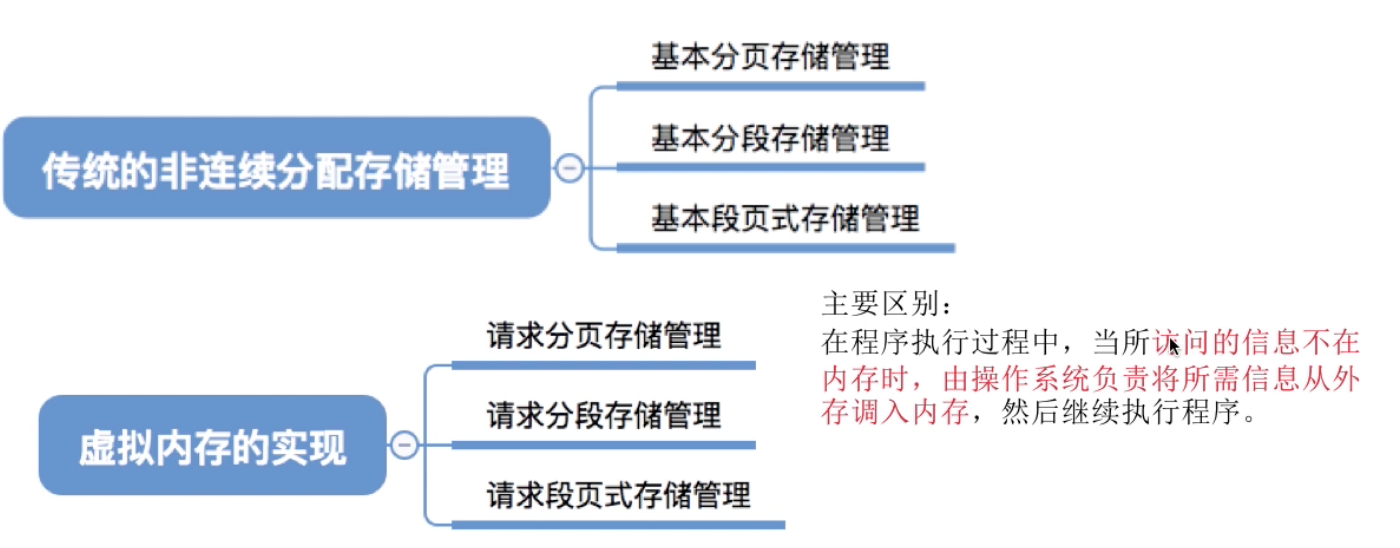 基本分页存储管理
基本分段存储管理
传统的非连续分配存储管理
基本段页式存储管理
主要区别：
在程序执行过程中，当所访问的信息不在
内存时，由操作系统负责将所需信息从外
存调入内存，然后继续执行程序。
请求分页存储管理
请求分段存储管理
虚拟内存的实现
请求段页式存储管理